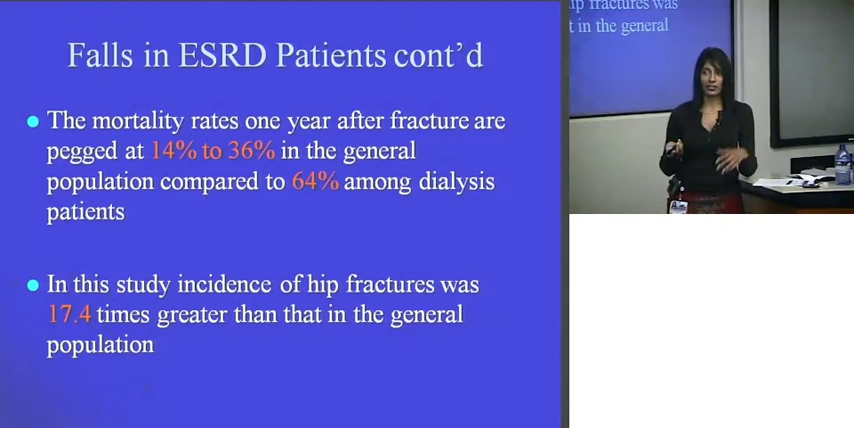 Falls in ESRD Patients cont’d
● The mortality rates one year after fracture are
pegged at 14% to 36% in the general
population compared to 64% among dialysis
patients
● In this study incidence of hip fractures was
17.4 times greater than that in the general
population
hip fractures was
t in the general